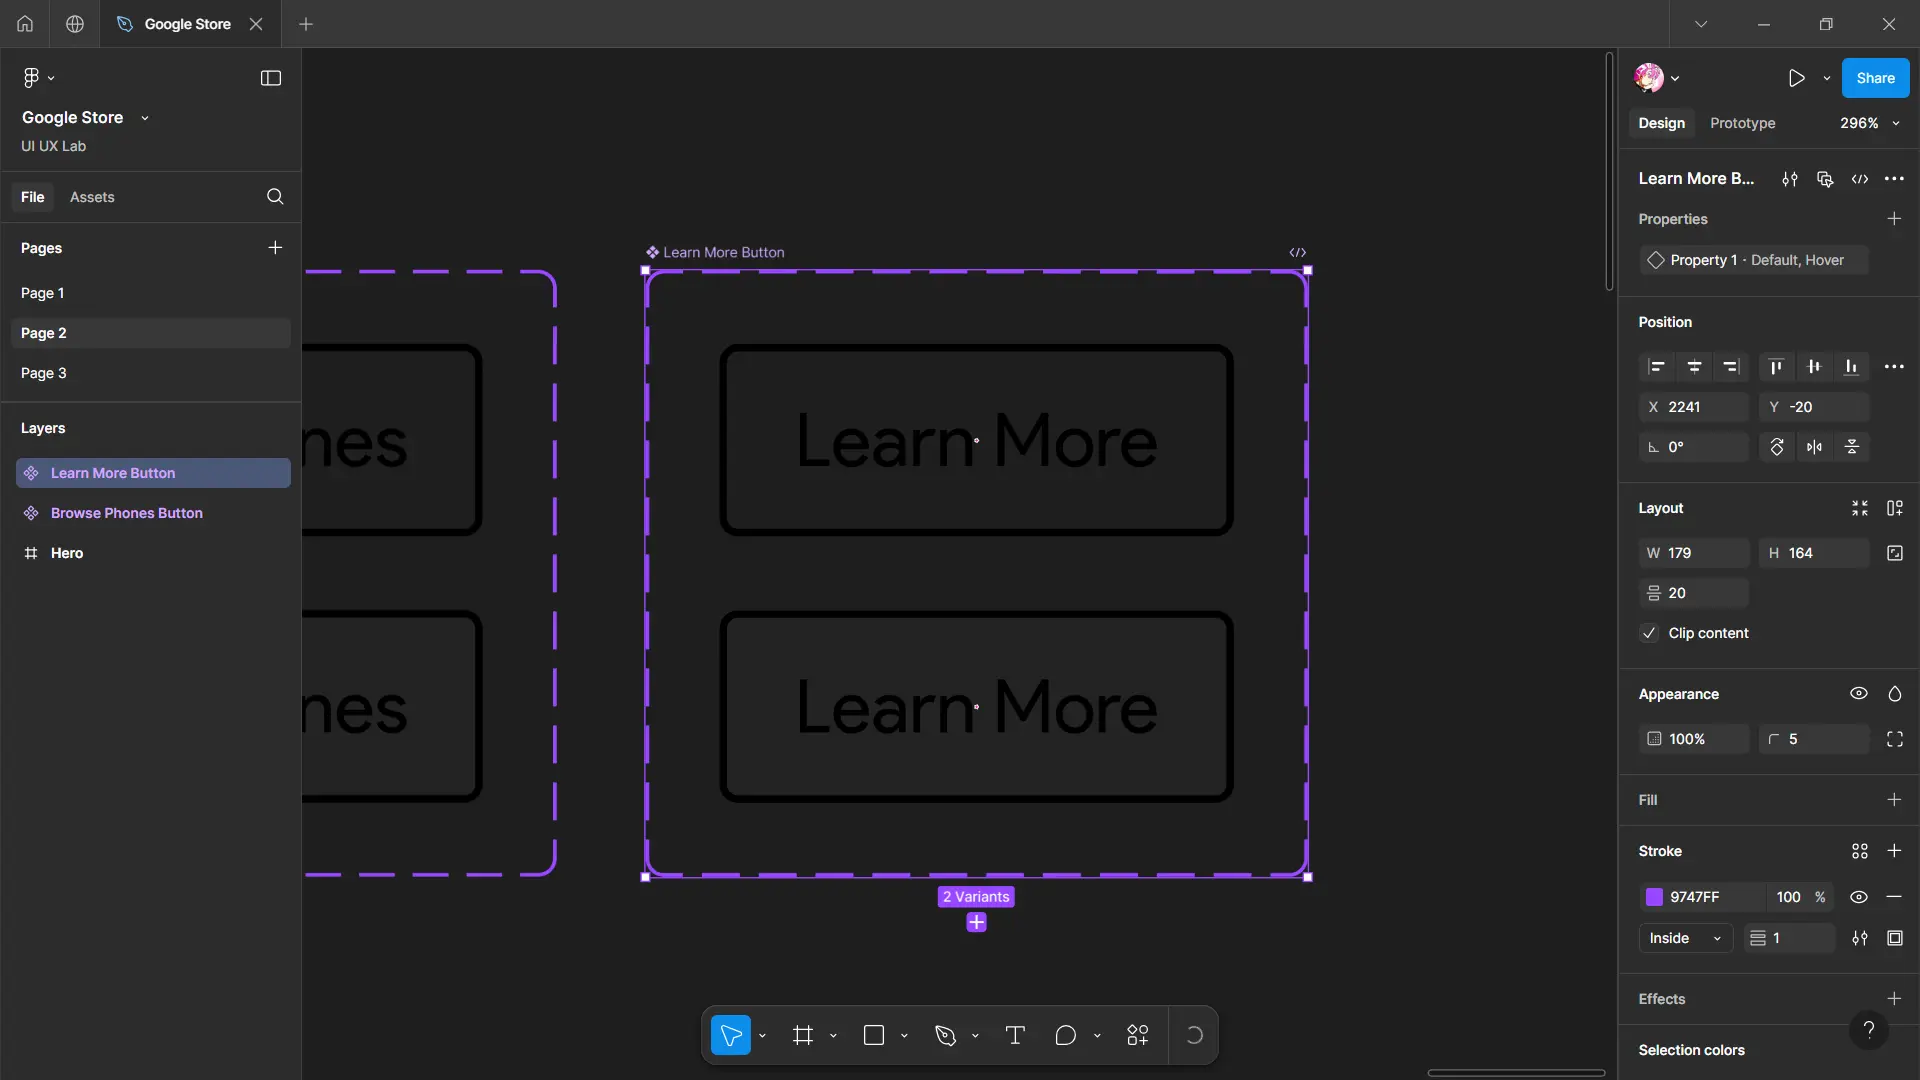 Google Store
Google Store
UI UX Lab
File
Assets
Pages
Page 1
Page 2
Page 3
Layers
Learn More Button
Browse Phones Button
Hero
nes
nes
Learn More Button
Learn More
Learn More
2 Variants
Share
Design
Prototype
296%
Learn More B...
Properties
Property 1 · Default, Hover
Position
X 2241
Y -20
0°
Layout
W 179
H 164
20
Clip content
Appearance
100%
5
Fill
Stroke
9747FF 100 %
Inside
1
Effects
?
Selection colors